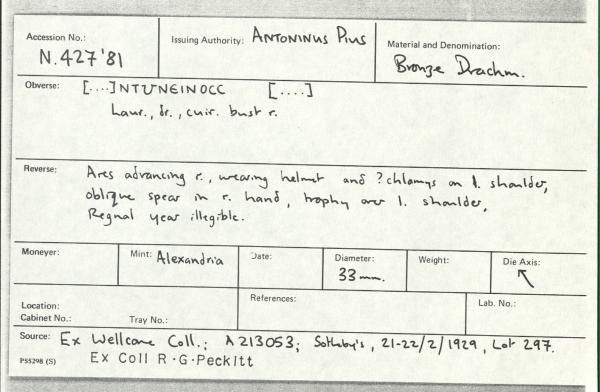 Accession No.: Issuing Authority: ANTONINUS PIUS Material and Denomination:
N.427'81 Bronze Drachm.
Obverse: [....]NTUNEINOCC [....]
Laur., dr., cuir. bust r.
Reverse: Ares advancing r., wearing helmet and ?chlamys on l. shoulder,
oblique spear in r. hand, trophy over l. shoulder,
Regnal year illegible.
Moneyer: Mint: Alexandria Date: Diameter: Weight: Die Axis:
33mm. ↖
Location: References: Lab. No.:
Cabinet No.: Tray No.:
Source: Ex Wellcome Coll.; A213053; Sotheby's, 21-22/2/1929, Lot 297.
PS5298 (S) Ex Coll R.G.Peckitt